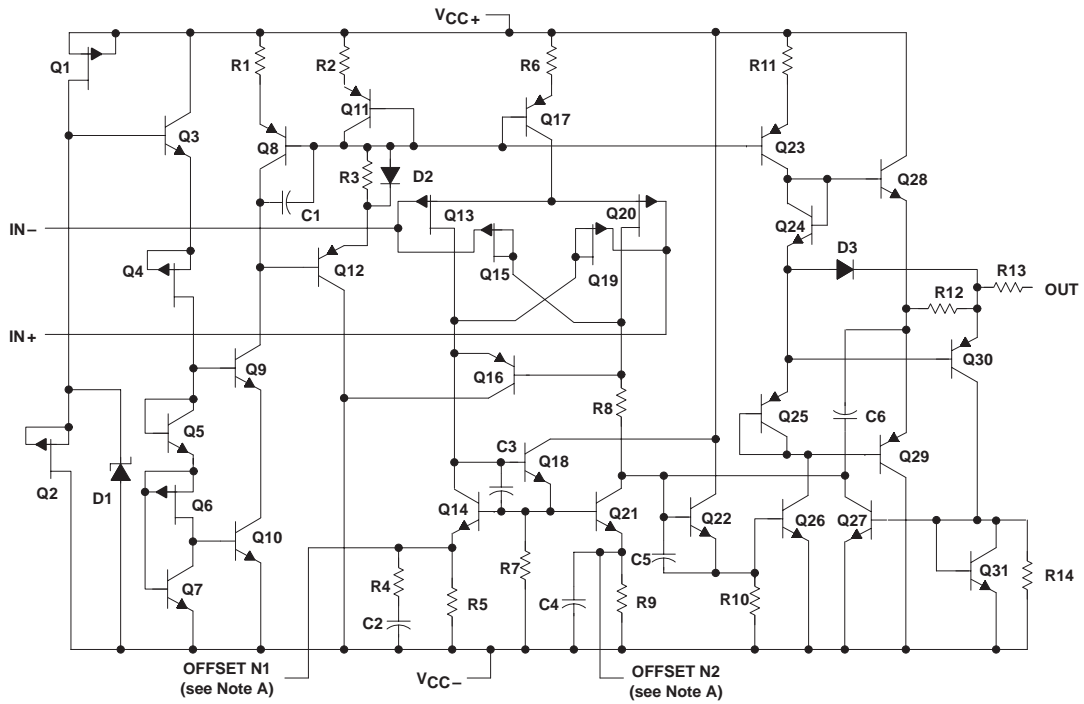 VCC+
Q1
R1
R2
R6
R11
Q11
Q17
Q3
Q8
Q23
Q28
R3
D2
C1
Q13
Q20
Q24
IN−
Q4
Q12
Q15
Q19
D3
R13
OUT
R12
IN+
Q9
Q16
Q30
R8
Q25
C6
Q5
C3
Q18
Q29
Q2
D1
Q6
Q14
Q21
Q22
Q26
Q27
Q10
C5
Q31
R14
Q7
R4
R7
R10
C2
R5
C4
R9
OFFSET N1
(see Note A)
VCC−
OFFSET N2
(see Note A)